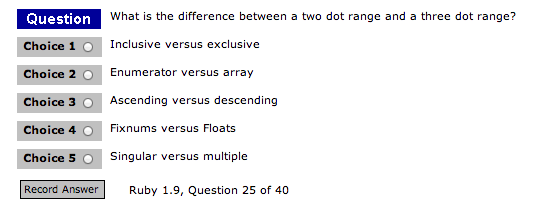 Question What is the difference between a two dot range and a three dot range?
Choice 1 Inclusive versus exclusive
Choice 2 Enumerator versus array
Choice 3 Ascending versus descending
Choice 4 Fixnums versus Floats
Choice 5 Singular versus multiple
Record Answer Ruby 1.9, Question 25 of 40